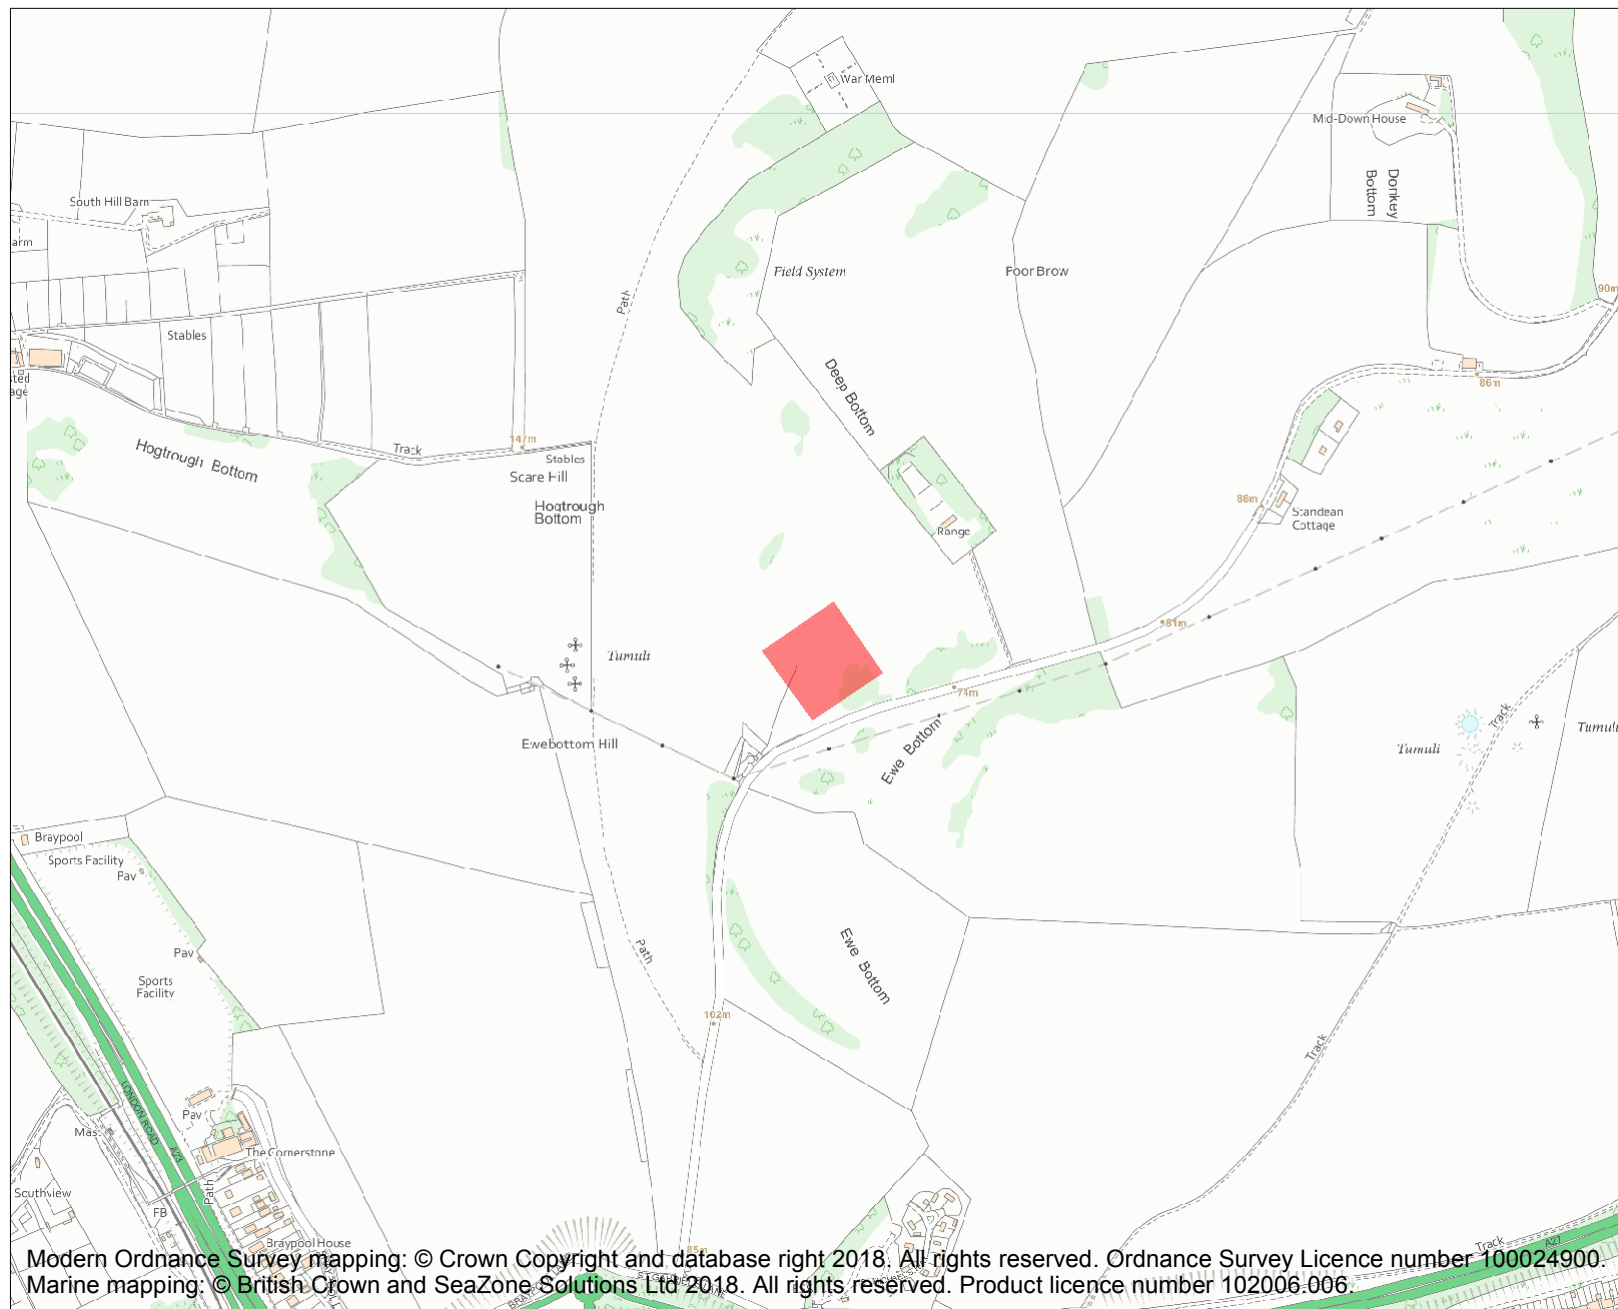 War Meml
Mid-Down House
Donkey
Bottom
South Hill Barn
arm
Field System
Foor Brow
90m
Path
Stables
sted
age
86m
Deep Bottom
Hogtrough Bottom
Track
147m
Stables
Scare Hill
Hogtrough
Bottom
86m
Standean
Cottage
Range
81m
Tumuli
74m
Ewe Bottom
Ewebottom Hill
Track
Tumuli
Tumuli
Braypool
Sports Facility
Pav
Pav
Sports
Facility
Path
Ewe Bottom
102m
Track
LONDON ROAD
A23
Pav
Mas
The Cornerstone
Southview
Path
FB
Braypool House
85m
Track
A27
Modern Ordnance Survey mapping: © Crown Copyright and database right 2018. All rights reserved. Ordnance Survey Licence number 100024900.
Marine mapping: © British Crown and SeaZone Solutions Ltd 2018. All rights reserved. Product licence number 102006.006.